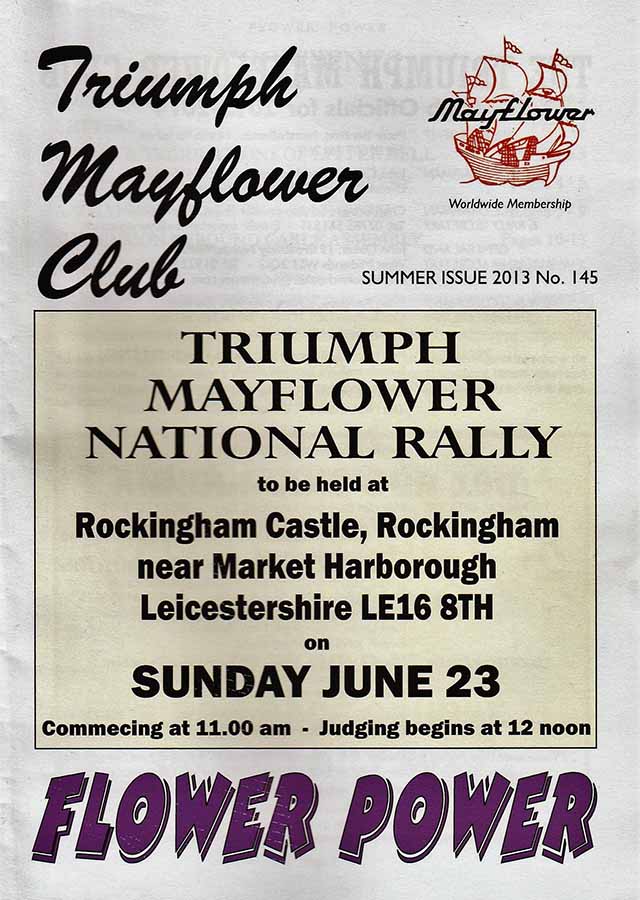 Triumph
Mayflower
Club
Mayflower
Worldwide Membership
SUMMER ISSUE 2013 No. 145
TRIUMPH
MAYFLOWER
NATIONAL RALLY
to be held at
Rockingham Castle, Rockingham
near Market Harborough
Leicestershire LE16 8TH
on
SUNDAY JUNE 23
Commecing at 11.00 am - Judging begins at 12 noon
FLOWER POWER